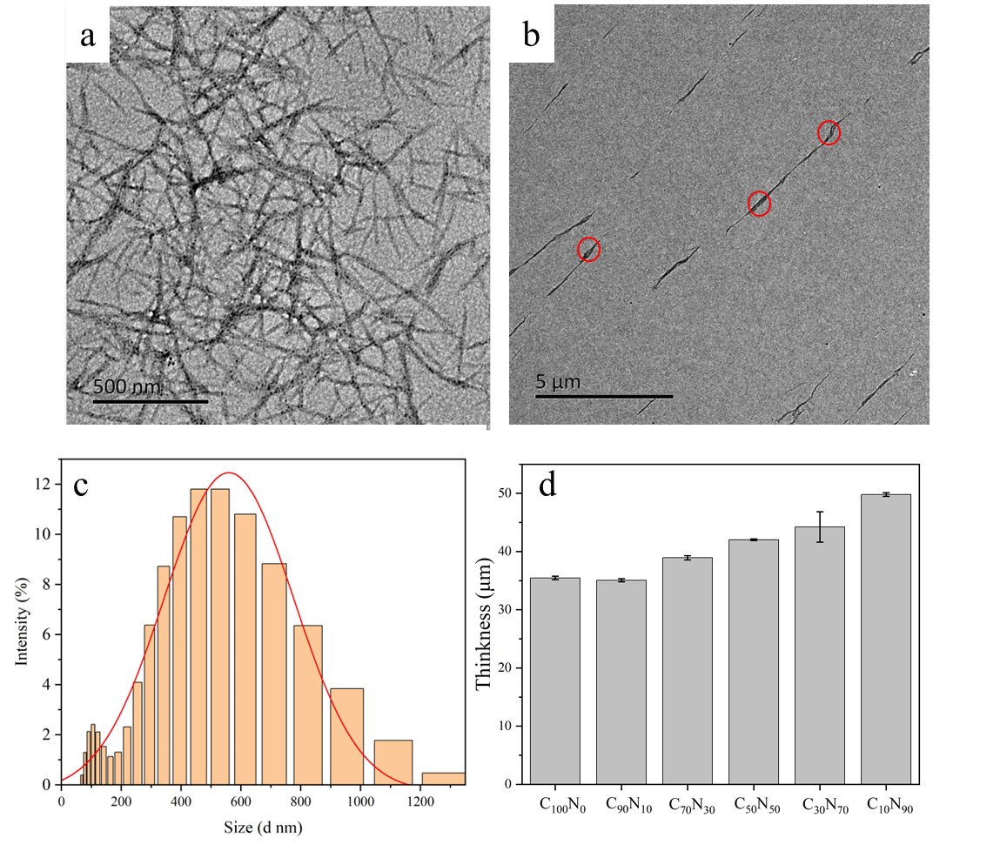 a
b
500 nm
5 μm
c
Intensity (%)
12
10
8
6
4
2
0
0 200 400 600 800 1000 1200
Size (d nm)
d
Thinkness (μm)
50
40
30
20
10
0
C₁₀₀N₀ C₉₀N₁₀ C₇₀N₃₀ C₅₀N₅₀ C₃₀N₇₀ C₁₀N₉₀